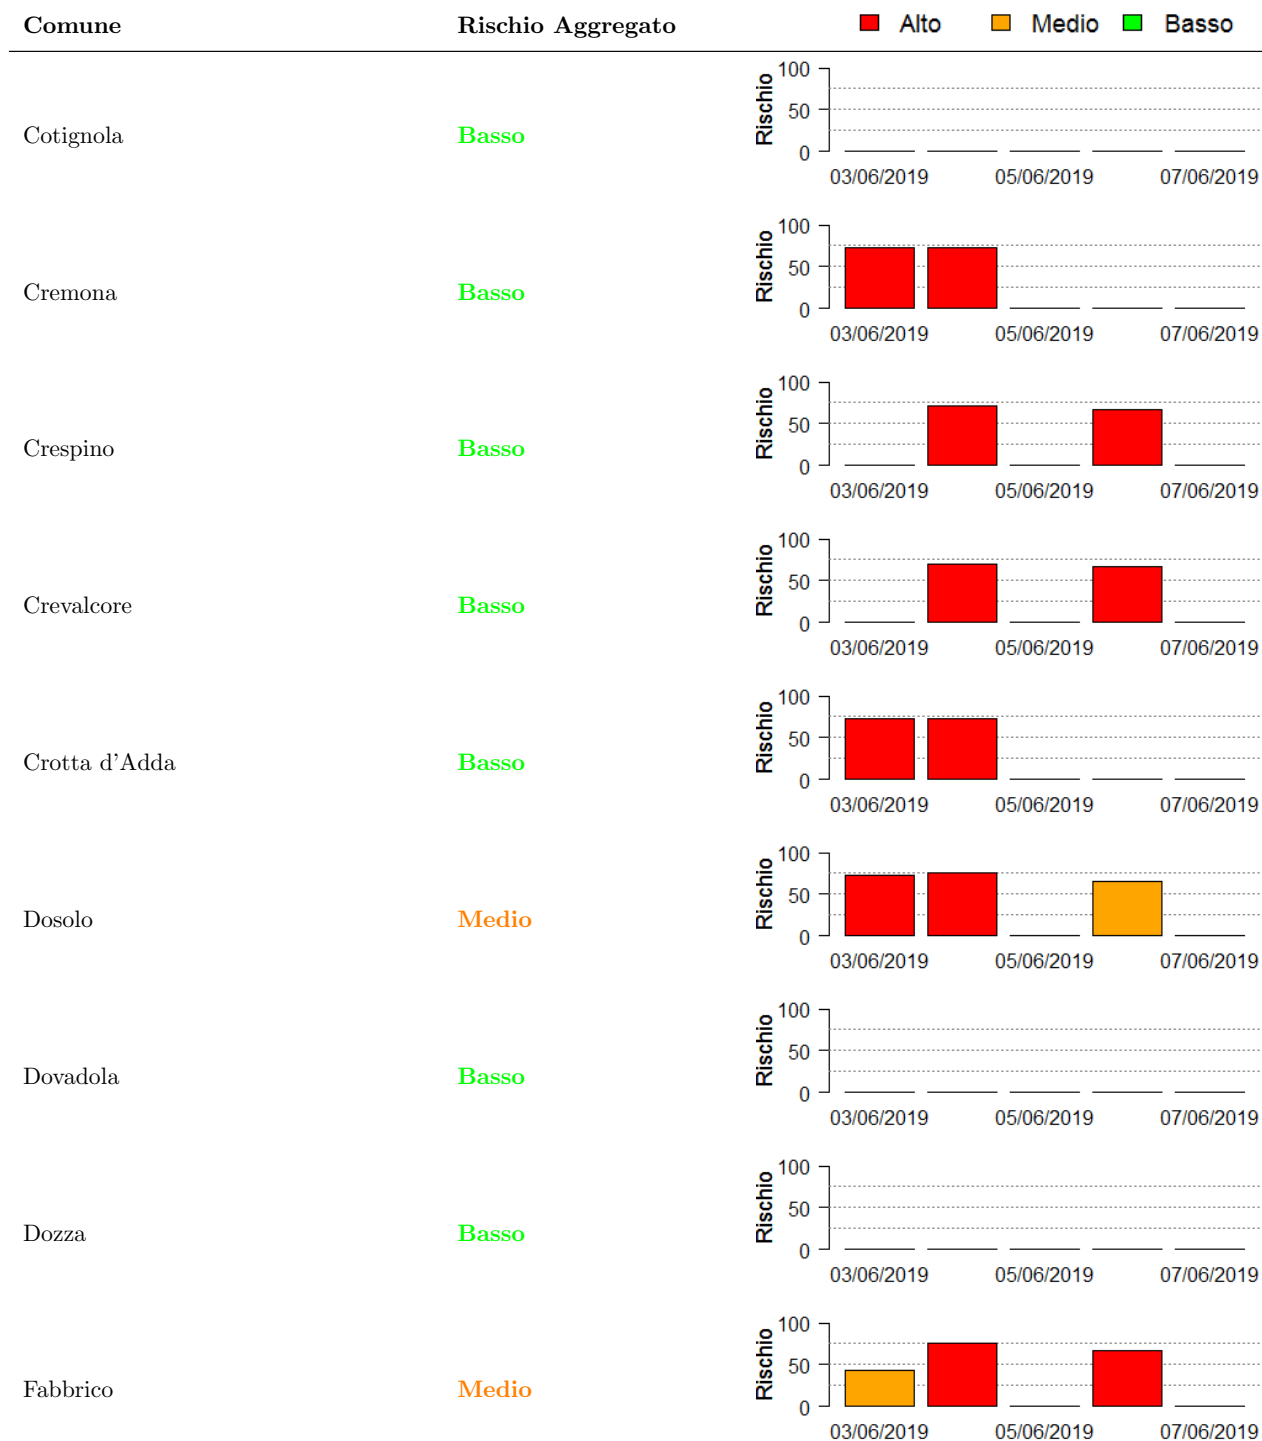 Comune Rischio Aggregato Alto Medio Basso
Cotignola Basso
Rischio
100
50
0
03/06/2019 05/06/2019 07/06/2019
Cremona Basso
Rischio
100
50
0
03/06/2019 05/06/2019 07/06/2019
Crespino Basso
Rischio
100
50
0
03/06/2019 05/06/2019 07/06/2019
Crevalcore Basso
Rischio
100
50
0
03/06/2019 05/06/2019 07/06/2019
Crotta d'Adda Basso
Rischio
100
50
0
03/06/2019 05/06/2019 07/06/2019
Dosolo Medio
Rischio
100
50
0
03/06/2019 05/06/2019 07/06/2019
Dovadola Basso
Rischio
100
50
0
03/06/2019 05/06/2019 07/06/2019
Dozza Basso
Rischio
100
50
0
03/06/2019 05/06/2019 07/06/2019
Fabbrico Medio
Rischio
100
50
0
03/06/2019 05/06/2019 07/06/2019